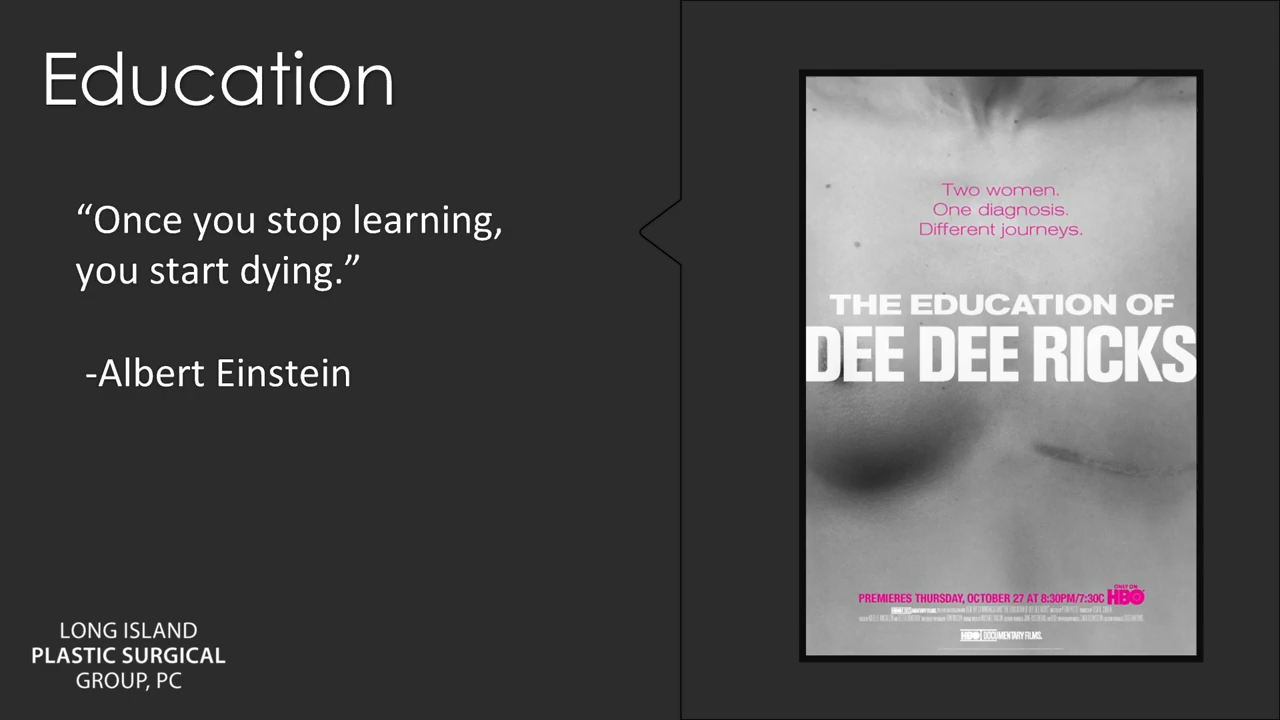 Education
“Once you stop learning,
you start dying.”
-Albert Einstein
LONG ISLAND
PLASTIC SURGICAL
GROUP, PC
Two women.
One diagnosis.
Different journeys.
THE EDUCATION OF
DEE DEE RICKS
PREMIERES THURSDAY, OCTOBER 27 AT 8:30PM/7:30C ONLY ON HBO
HBO DOCUMENTARY FILMS.